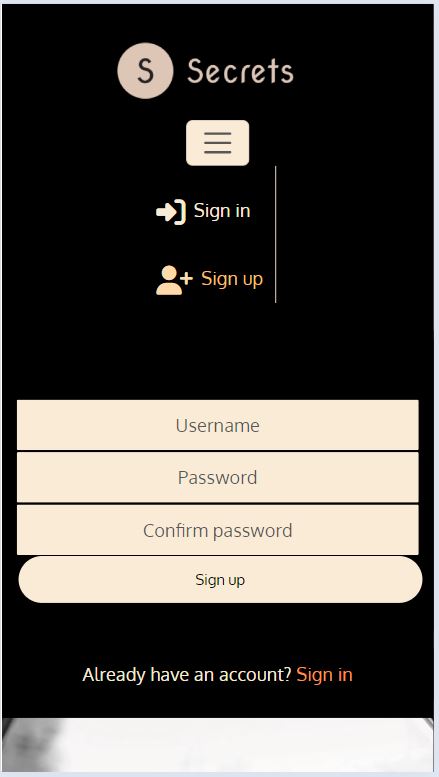 S Secrets
Sign in
Sign up
Username
Password
Confirm password
Sign up
Already have an account? Sign in